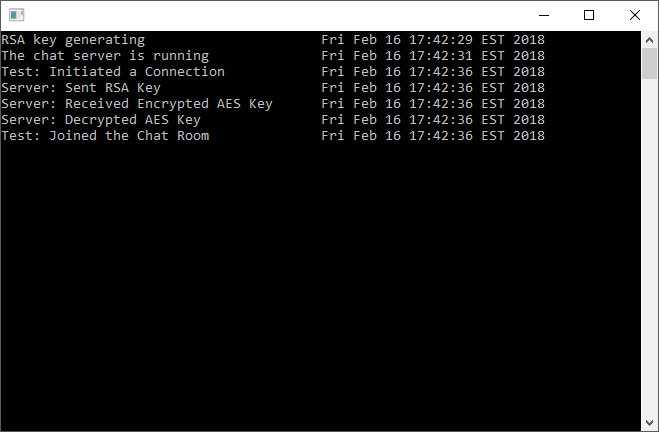 RSA key generating Fri Feb 16 17:42:29 EST 2018
The chat server is running Fri Feb 16 17:42:31 EST 2018
Test: Initiated a Connection Fri Feb 16 17:42:36 EST 2018
Server: Sent RSA Key Fri Feb 16 17:42:36 EST 2018
Server: Received Encrypted AES Key Fri Feb 16 17:42:36 EST 2018
Server: Decrypted AES Key Fri Feb 16 17:42:36 EST 2018
Test: Joined the Chat Room Fri Feb 16 17:42:36 EST 2018